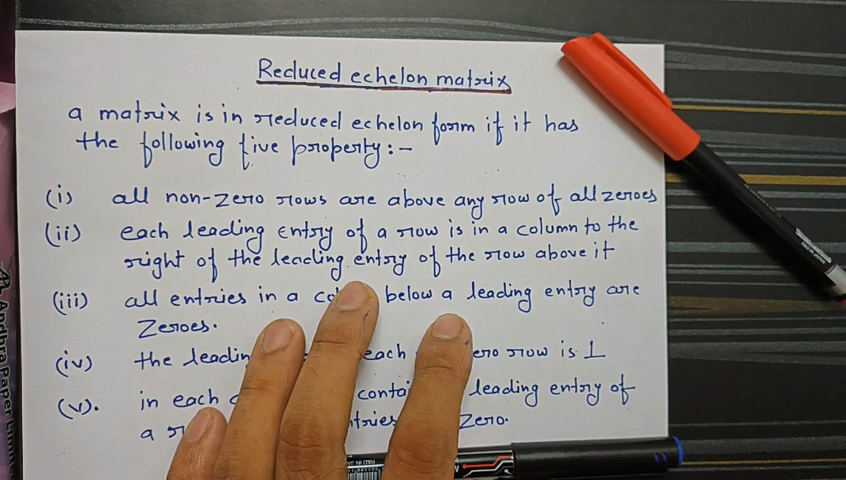 Reduced echelon matrix
a matrix is in reduced echelon form if it has
the following five property:-
(i) all non-zero rows are above any row of all zeroes
(ii) each leading entry of a row is in a column to the
right of the leading entry of the row above it
(iii) all entries in a below a leading entry are
zeroes.
(iv) the each row is 1
(v). in each leading entry of
a zero.
Andhra Paper Limited